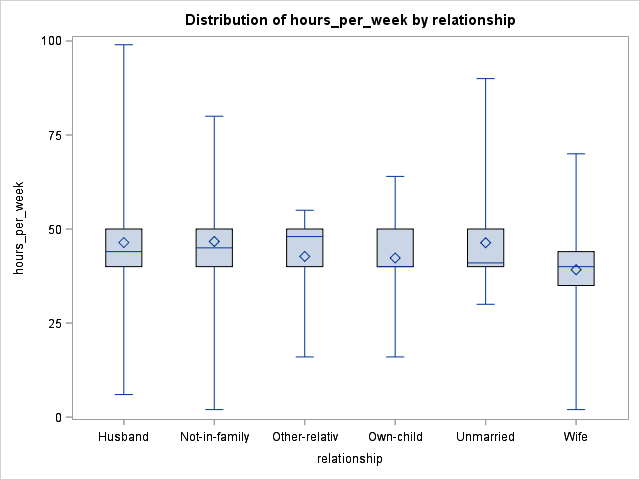 Distribution of hours_per_week by relationship
100
75
50
25
0
hours_per_week
Husband
Not-in-family
Other-relativ
Own-child
Unmarried
Wife
relationship